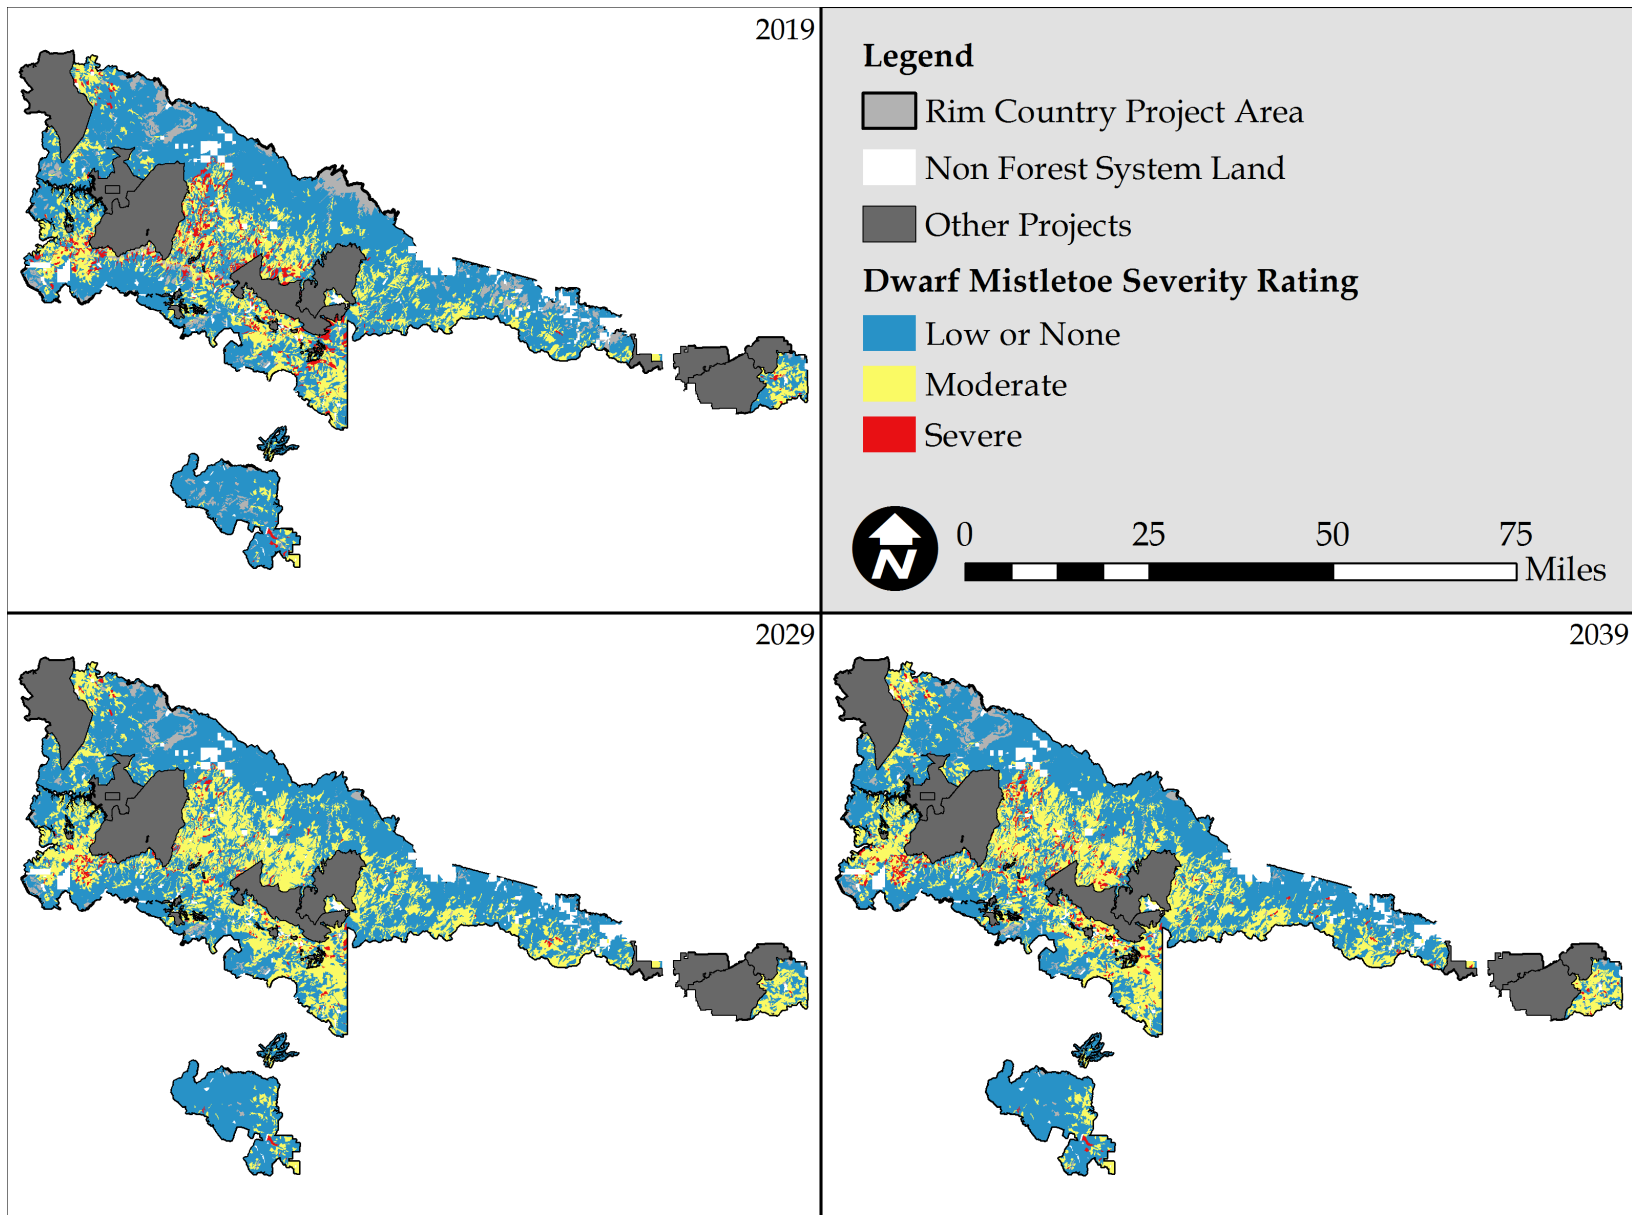 2019
Legend
Rim Country Project Area
Non Forest System Land
Other Projects
Dwarf Mistletoe Severity Rating
Low or None
Moderate
Severe
N
0 25 50 75
Miles
2029
2039